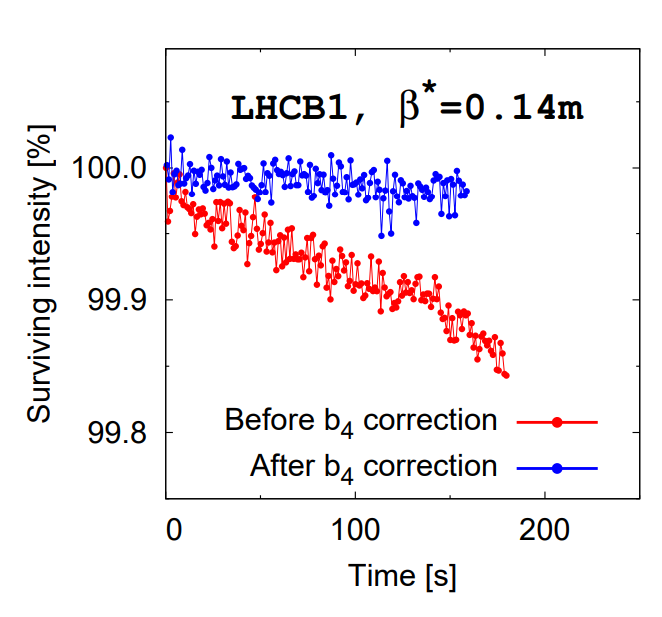 LHCB1, β*=0.14m
Surviving intensity [%]
100.0
99.9
99.8
Before b4 correction
After b4 correction
0 100 200
Time [s]